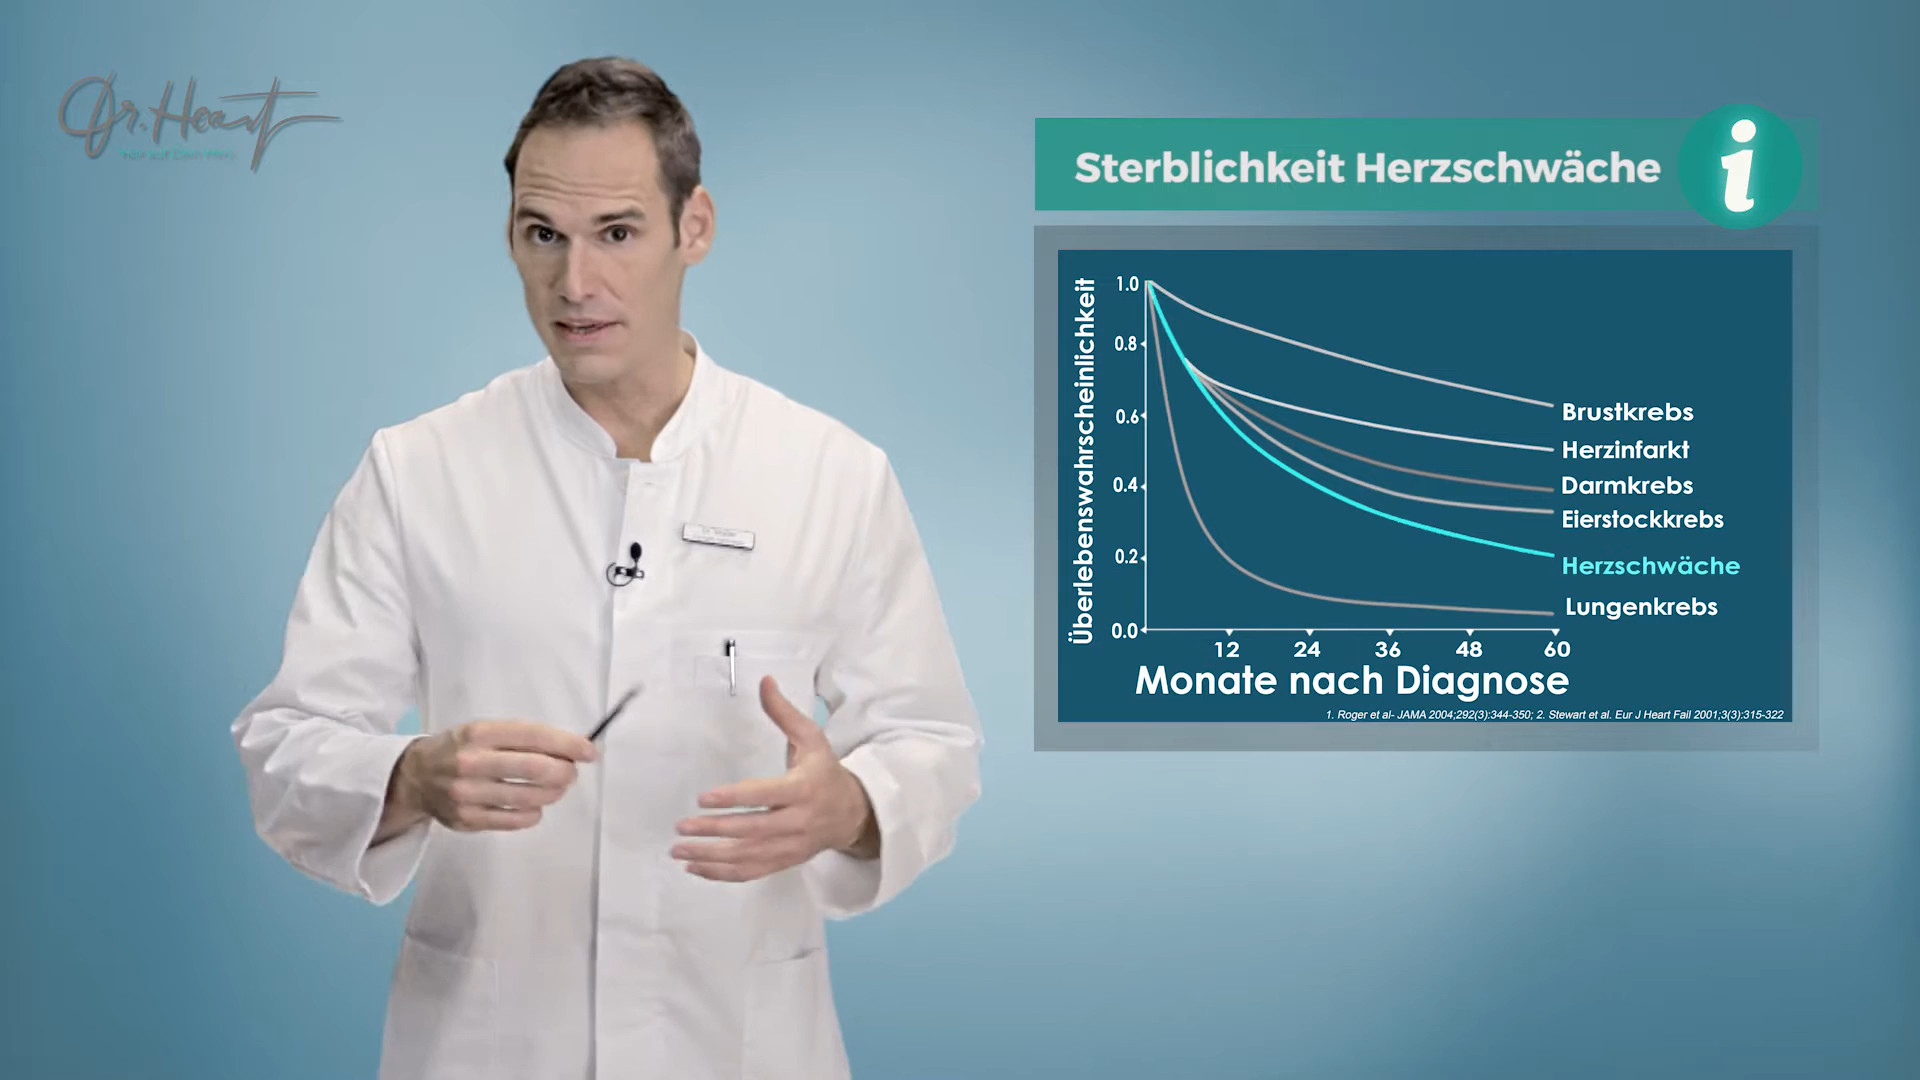 Dr. Heart
Sterblichkeit Herzschwäche
i
Überlebenswahrscheinlichkeit
1.0
0.8
0.6
0.4
0.2
0.0
12 24 36 48 60
Monate nach Diagnose
Brustkrebs
Herzinfarkt
Darmkrebs
Eierstockkrebs
Herzschwäche
Lungenkrebs
1. Roger et al- JAMA 2004;292(3):344-350; 2. Stewart et al. Eur J Heart Fail 2001;3(3):315-322